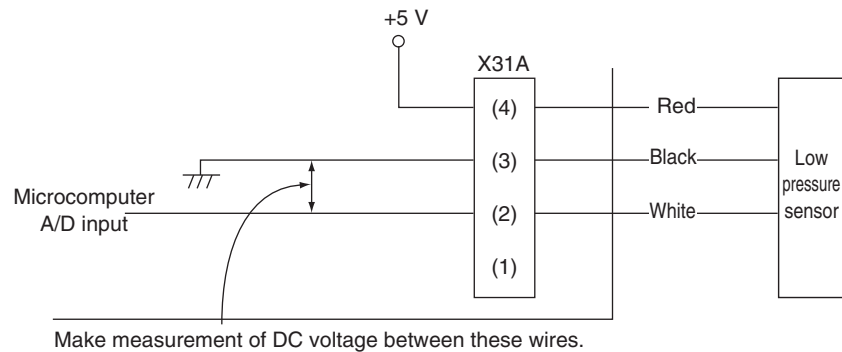 +5 V
X31A
(4)
Red
(3)
Black
Low
pressure
sensor
Microcomputer
A/D input
(2)
White
(1)
Make measurement of DC voltage between these wires.